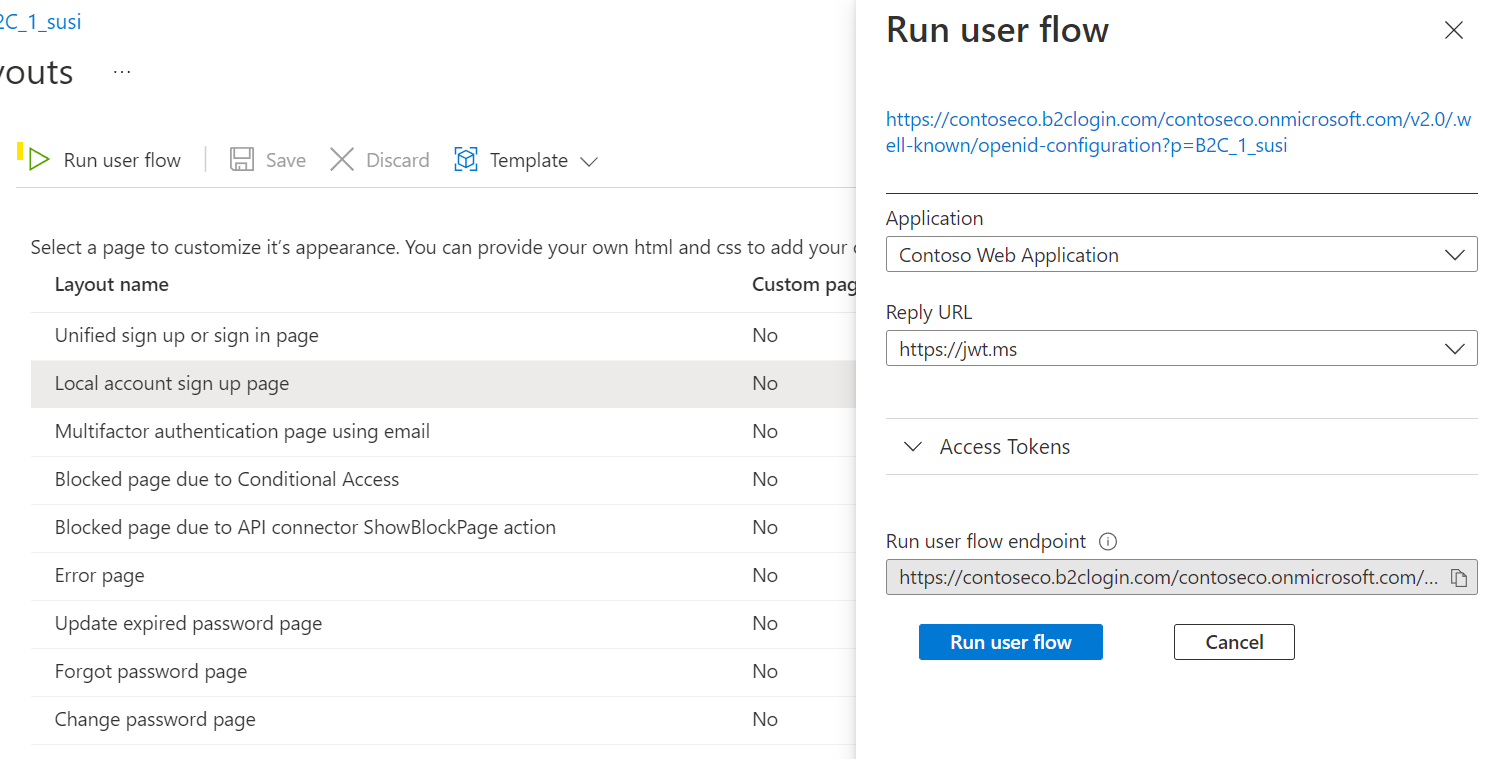 2C_1_susi
youts ...
Run user flow Save Discard Template
Select a page to customize it’s appearance. You can provide your own html and css to add your
Layout name Custom pag
Unified sign up or sign in page No
Local account sign up page No
Multifactor authentication page using email No
Blocked page due to Conditional Access No
Blocked page due to API connector ShowBlockPage action No
Error page No
Update expired password page No
Forgot password page No
Change password page No
Run user flow
https://contoseco.b2clogin.com/contoseco.onmicrosoft.com/v2.0/.w
ell-known/openid-configuration?p=B2C_1_susi
Application
Contoso Web Application
Reply URL
https://jwt.ms
Access Tokens
Run user flow endpoint
https://contoseco.b2clogin.com/contoseco.onmicrosoft.com/...
Run user flow Cancel